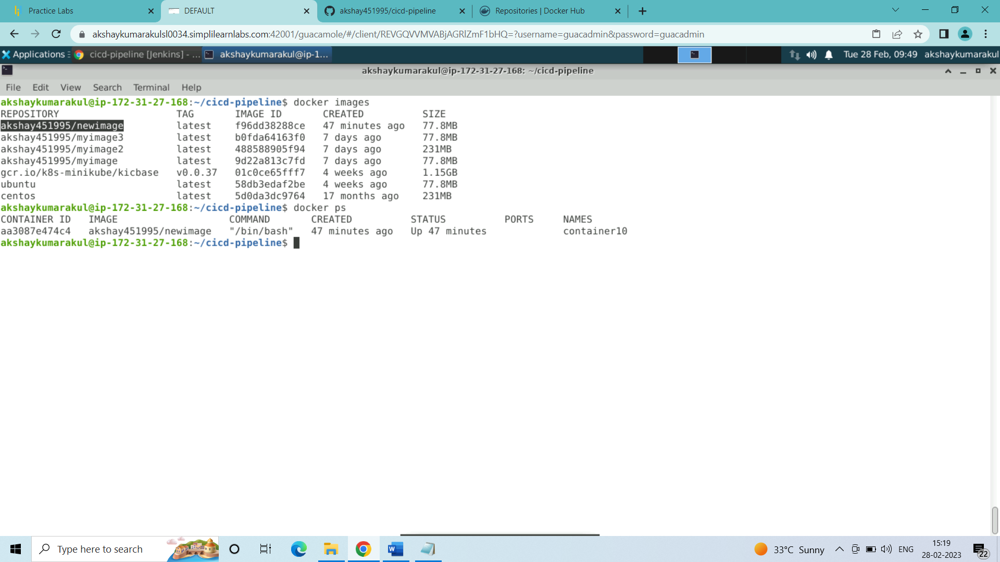 Practice Labs
DEFAULT
akshay451995/cicd-pipeline
Repositories | Docker Hub
akshaykumarakulsl0034.simplilearnlabs.com:42001/guacamole/#/client/REVGQVVMVABjAGRlZmF1bHQ=?username=guacadmin&password=guacadmin
Applications cicd-pipeline [Jenkins] - ... akshaykumarakul@ip-1... Tue 28 Feb, 09:49 akshaykumarakul
akshaykumarakul@ip-172-31-27-168: ~/cicd-pipeline
File Edit View Search Terminal Help
akshaykumarakul@ip-172-31-27-168:~/cicd-pipeline$ docker images
REPOSITORY TAG IMAGE ID CREATED SIZE
akshay451995/newimage latest f96dd38288ce 47 minutes ago 77.8MB
akshay451995/myimage3 latest b0fda64163f0 7 days ago 77.8MB
akshay451995/myimage2 latest 488588905f94 7 days ago 231MB
akshay451995/myimage latest 9d22a813c7fd 7 days ago 77.8MB
gcr.io/k8s-minikube/kicbase v0.0.37 01c0ce65fff7 4 weeks ago 1.15GB
ubuntu latest 58db3edaf2be 4 weeks ago 77.8MB
centos latest 5d0da3dc9764 17 months ago 231MB
akshaykumarakul@ip-172-31-27-168:~/cicd-pipeline$ docker ps
CONTAINER ID IMAGE COMMAND CREATED STATUS PORTS NAMES
aa3087e474c4 akshay451995/newimage "/bin/bash" 47 minutes ago Up 47 minutes container10
akshaykumarakul@ip-172-31-27-168:~/cicd-pipeline$
Type here to search
33°C Sunny
ENG
15:19
28-02-2023
22